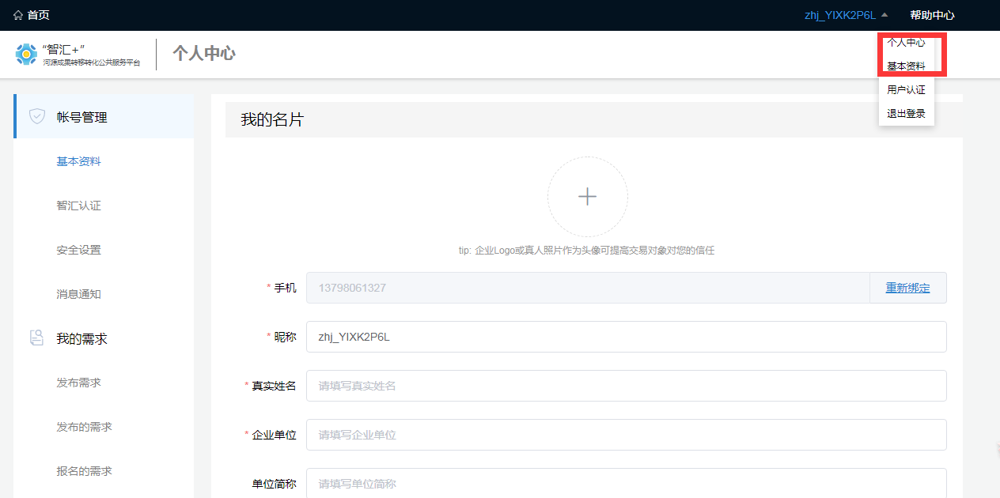 首页
zhj_YIXK2P6L
帮助中心
“智汇+”
河源成果转移转化公共服务平台
个人中心
个人中心
基本资料
用户认证
退出登录
帐号管理
基本资料
智汇认证
安全设置
消息通知
我的需求
发布需求
发布的需求
报名的需求
我的名片
tip: 企业Logo或真人照片作为头像可提高交易对象对您的信任
* 手机 13798061327 重新绑定
* 昵称 zhj_YIXK2P6L
* 真实姓名 请填写真实姓名
* 企业单位 请填写企业单位
单位简称 请填写单位简称